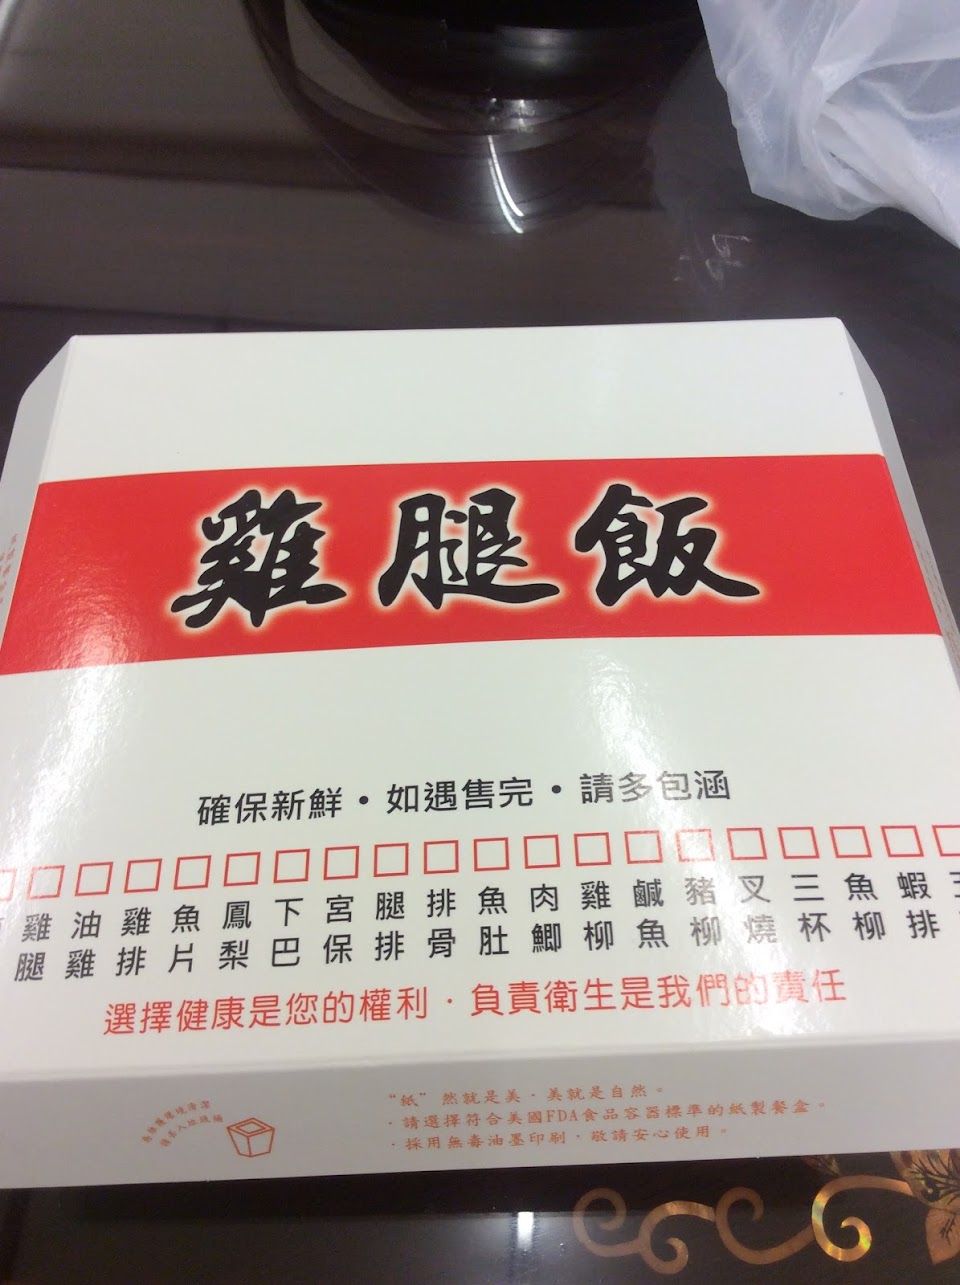 雞腿飯
確保新鮮・如遇售完・請多包涵
雞腿 油雞 雞排 魚片 鳳梨 下巴 宮保 腿排 排骨 魚肚 肉鯽 雞柳 鹹魚 豬柳 叉燒 三杯 魚柳 蝦排
選擇健康是您的權利．負責衛生是我們的責任
“紙”然就是美．美就是自然。
．請選擇符合美國FDA食品容器標準的紙製餐盒。
．採用無毒油墨印刷，敬請安心使用。